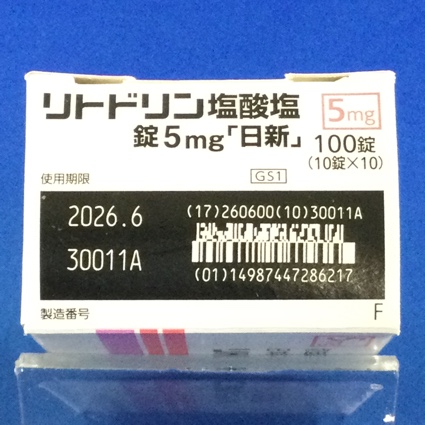 リトドリン塩酸塩
錠5mg「日新」
5mg
100錠
(10錠×10)
使用期限
GS1
2026.6
(17)260600(10)30011A
30011A
(01)14987447286217
製造番号
F